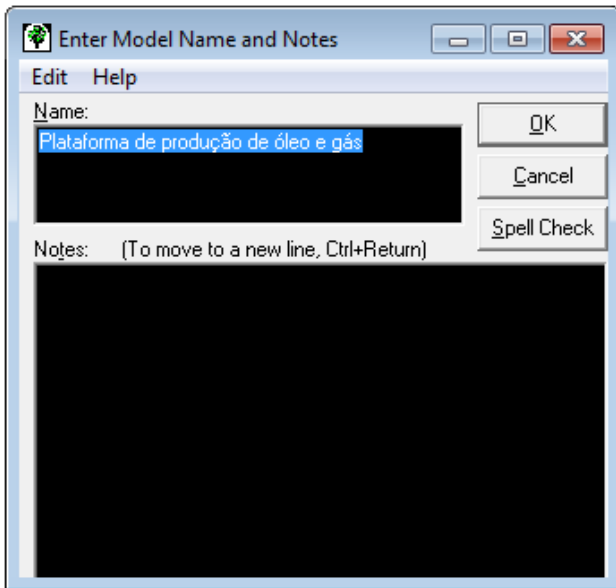 Enter Model Name and Notes
Edit Help
Name:
Plataforma de produção de óleo e gás
OK
Cancel
Spell Check
Notes: (To move to a new line, Ctrl+Return)